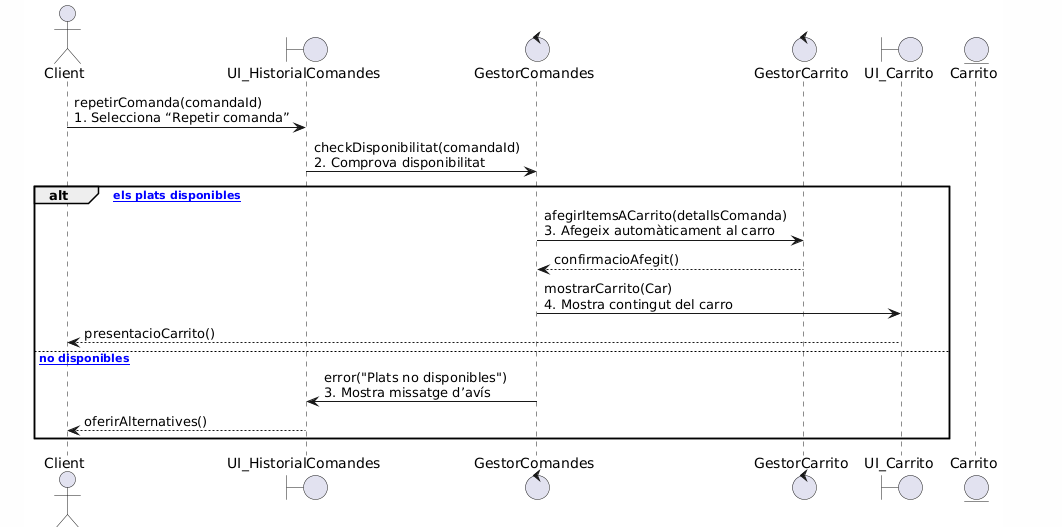 Client
UI_HistorialComandes
GestorComandes
GestorCarrito
UI_Carrito
Carrito
repetirComanda(comandaId)
1. Selecciona “Repetir comanda”
checkDisponibilitat(comandaId)
2. Comprova disponibilitat
alt
els plats disponibles
afegirItemsACarrito(detallsComanda)
3. Afegeix automàticament al carro
confirmacioAfegit()
mostrarCarrito(Car)
4. Mostra contingut del carro
presentacioCarrito()
no disponibles
error("Plats no disponibles")
3. Mostra missatge d’avís
oferirAlternatives()
Client
UI_HistorialComandes
GestorComandes
GestorCarrito
UI_Carrito
Carrito